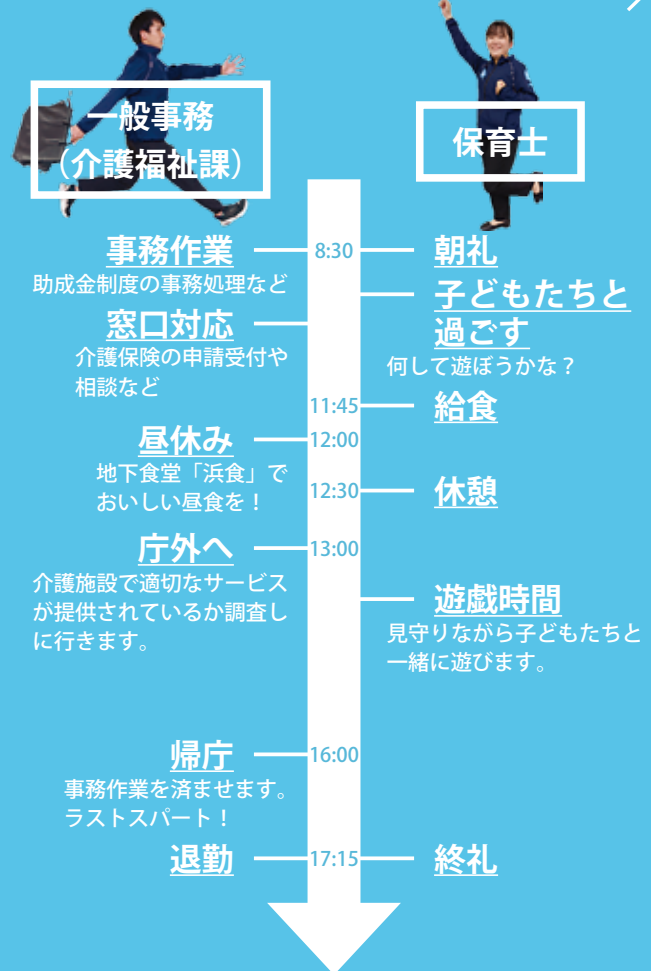 一般事務
（介護福祉課）
保育士
事務作業
8:30
朝礼
助成金制度の事務処理など
子どもたちと
過ごす
窓口対応
何して遊ぼうかな？
介護保険の申請受付や
相談など
11:45
給食
昼休み
12:00
地下食堂「浜食」で
おいしい昼食を！
12:30
休憩
庁外へ
13:00
介護施設で適切なサービス
が提供されているか調査し
に行きます。
遊戯時間
見守りながら子どもたちと
一緒に遊びます。
帰庁
16:00
事務作業を済ませます。
ラストスパート！
退勤
17:15
終礼